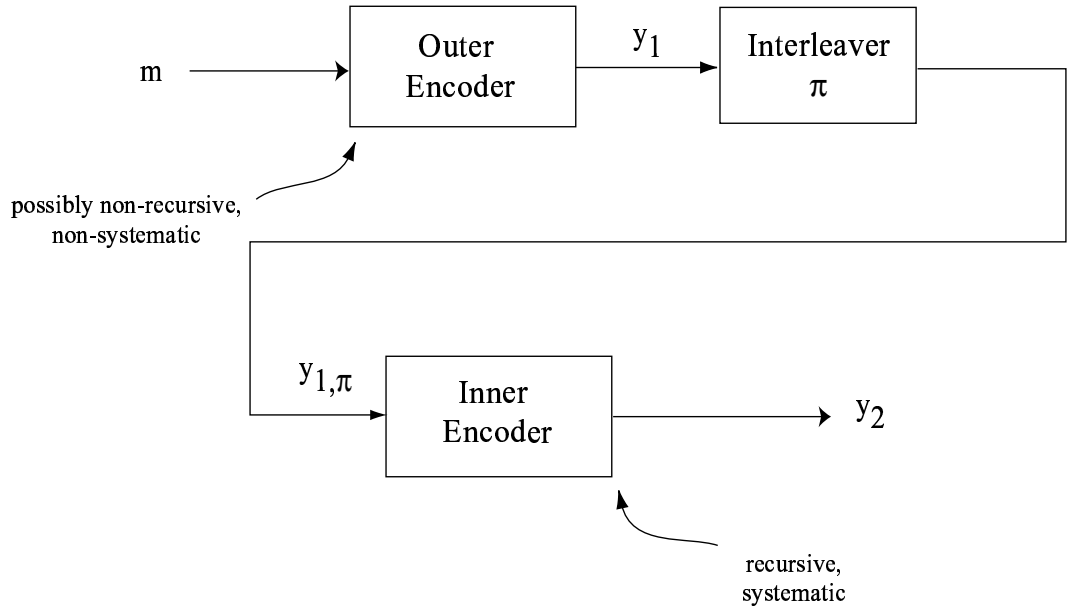 m
Outer
Encoder
y1
Interleaver
π
possibly non-recursive,
non-systematic
y1,π
Inner
Encoder
y2
recursive,
systematic